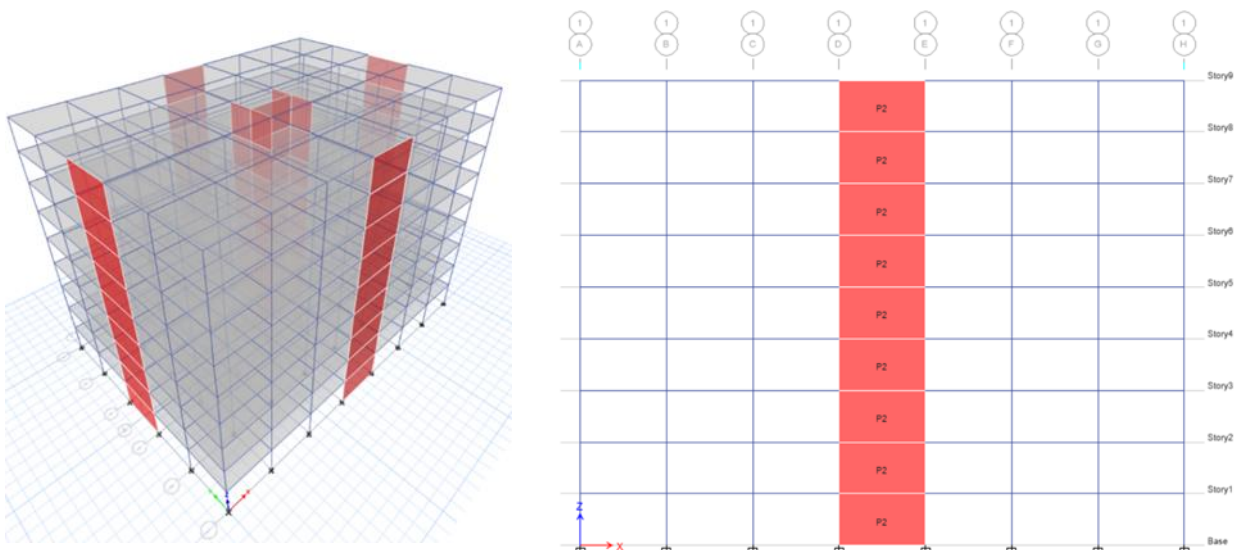 1 1 1 1 1 1 1 1
A B C D E F G H
Story9
P2
Story8
P2
Story7
P2
Story6
P2
Story5
P2
Story4
P2
Story3
P2
Story2
P2
Story1
P2
Z
X
Base